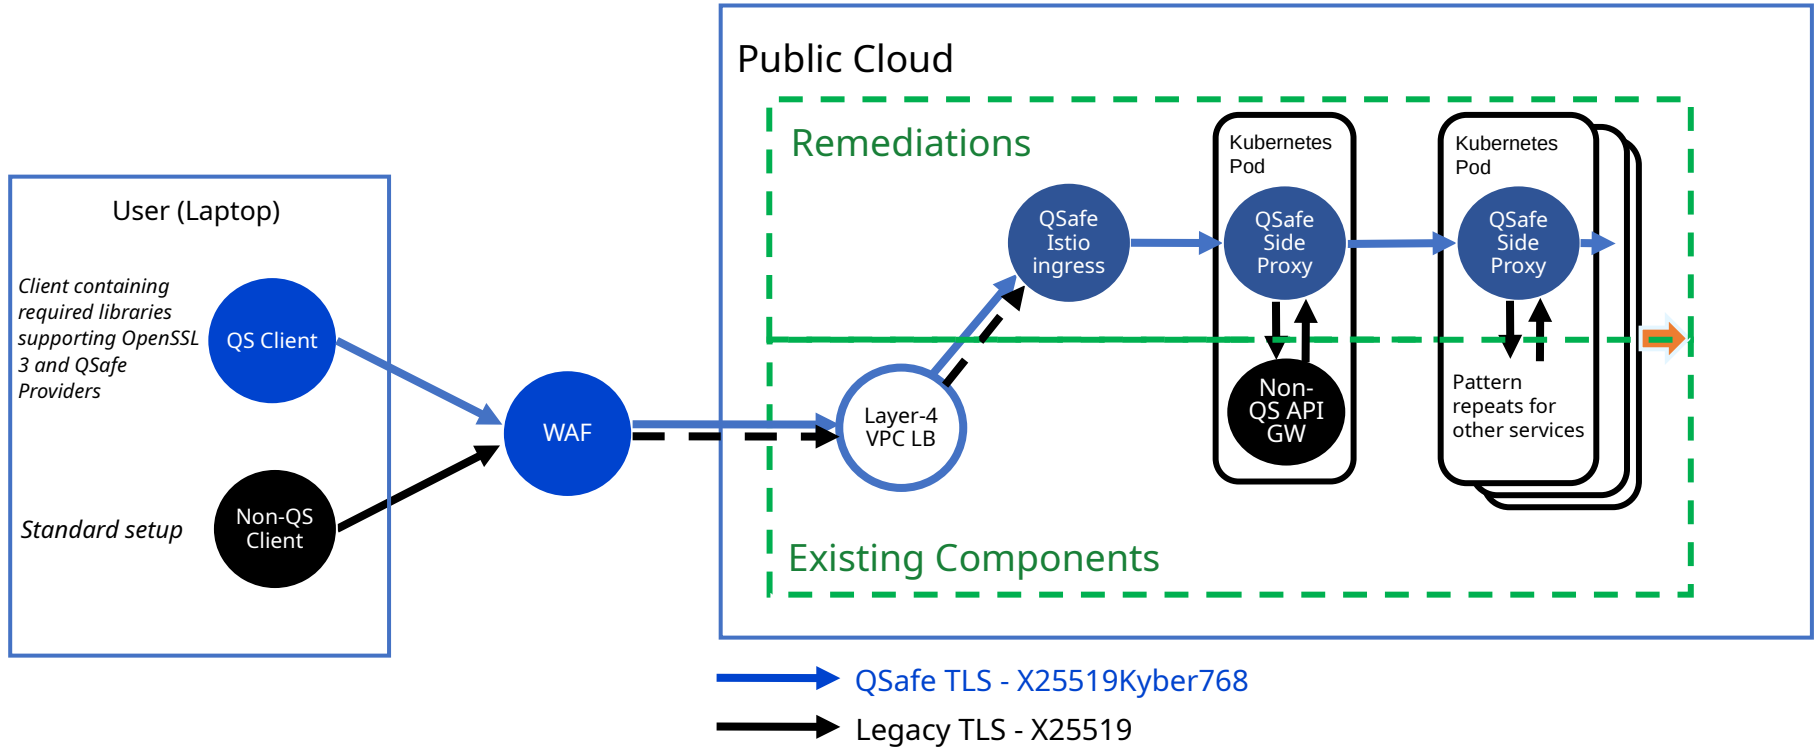 Public Cloud
Remediations
Kubernetes
Pod
Kubernetes
Pod
User (Laptop)
QSafe
Istio
ingress
QSafe
Side
Proxy
QSafe
Side
Proxy
Client containing
required libraries
supporting OpenSSL
3 and QSafe
Providers
QS Client
WAF
Layer-4
VPC LB
Non-
QS API
GW
Pattern
repeats for
other services
Standard setup
Non-QS
Client
Existing Components
QSafe TLS - X25519Kyber768
Legacy TLS - X25519